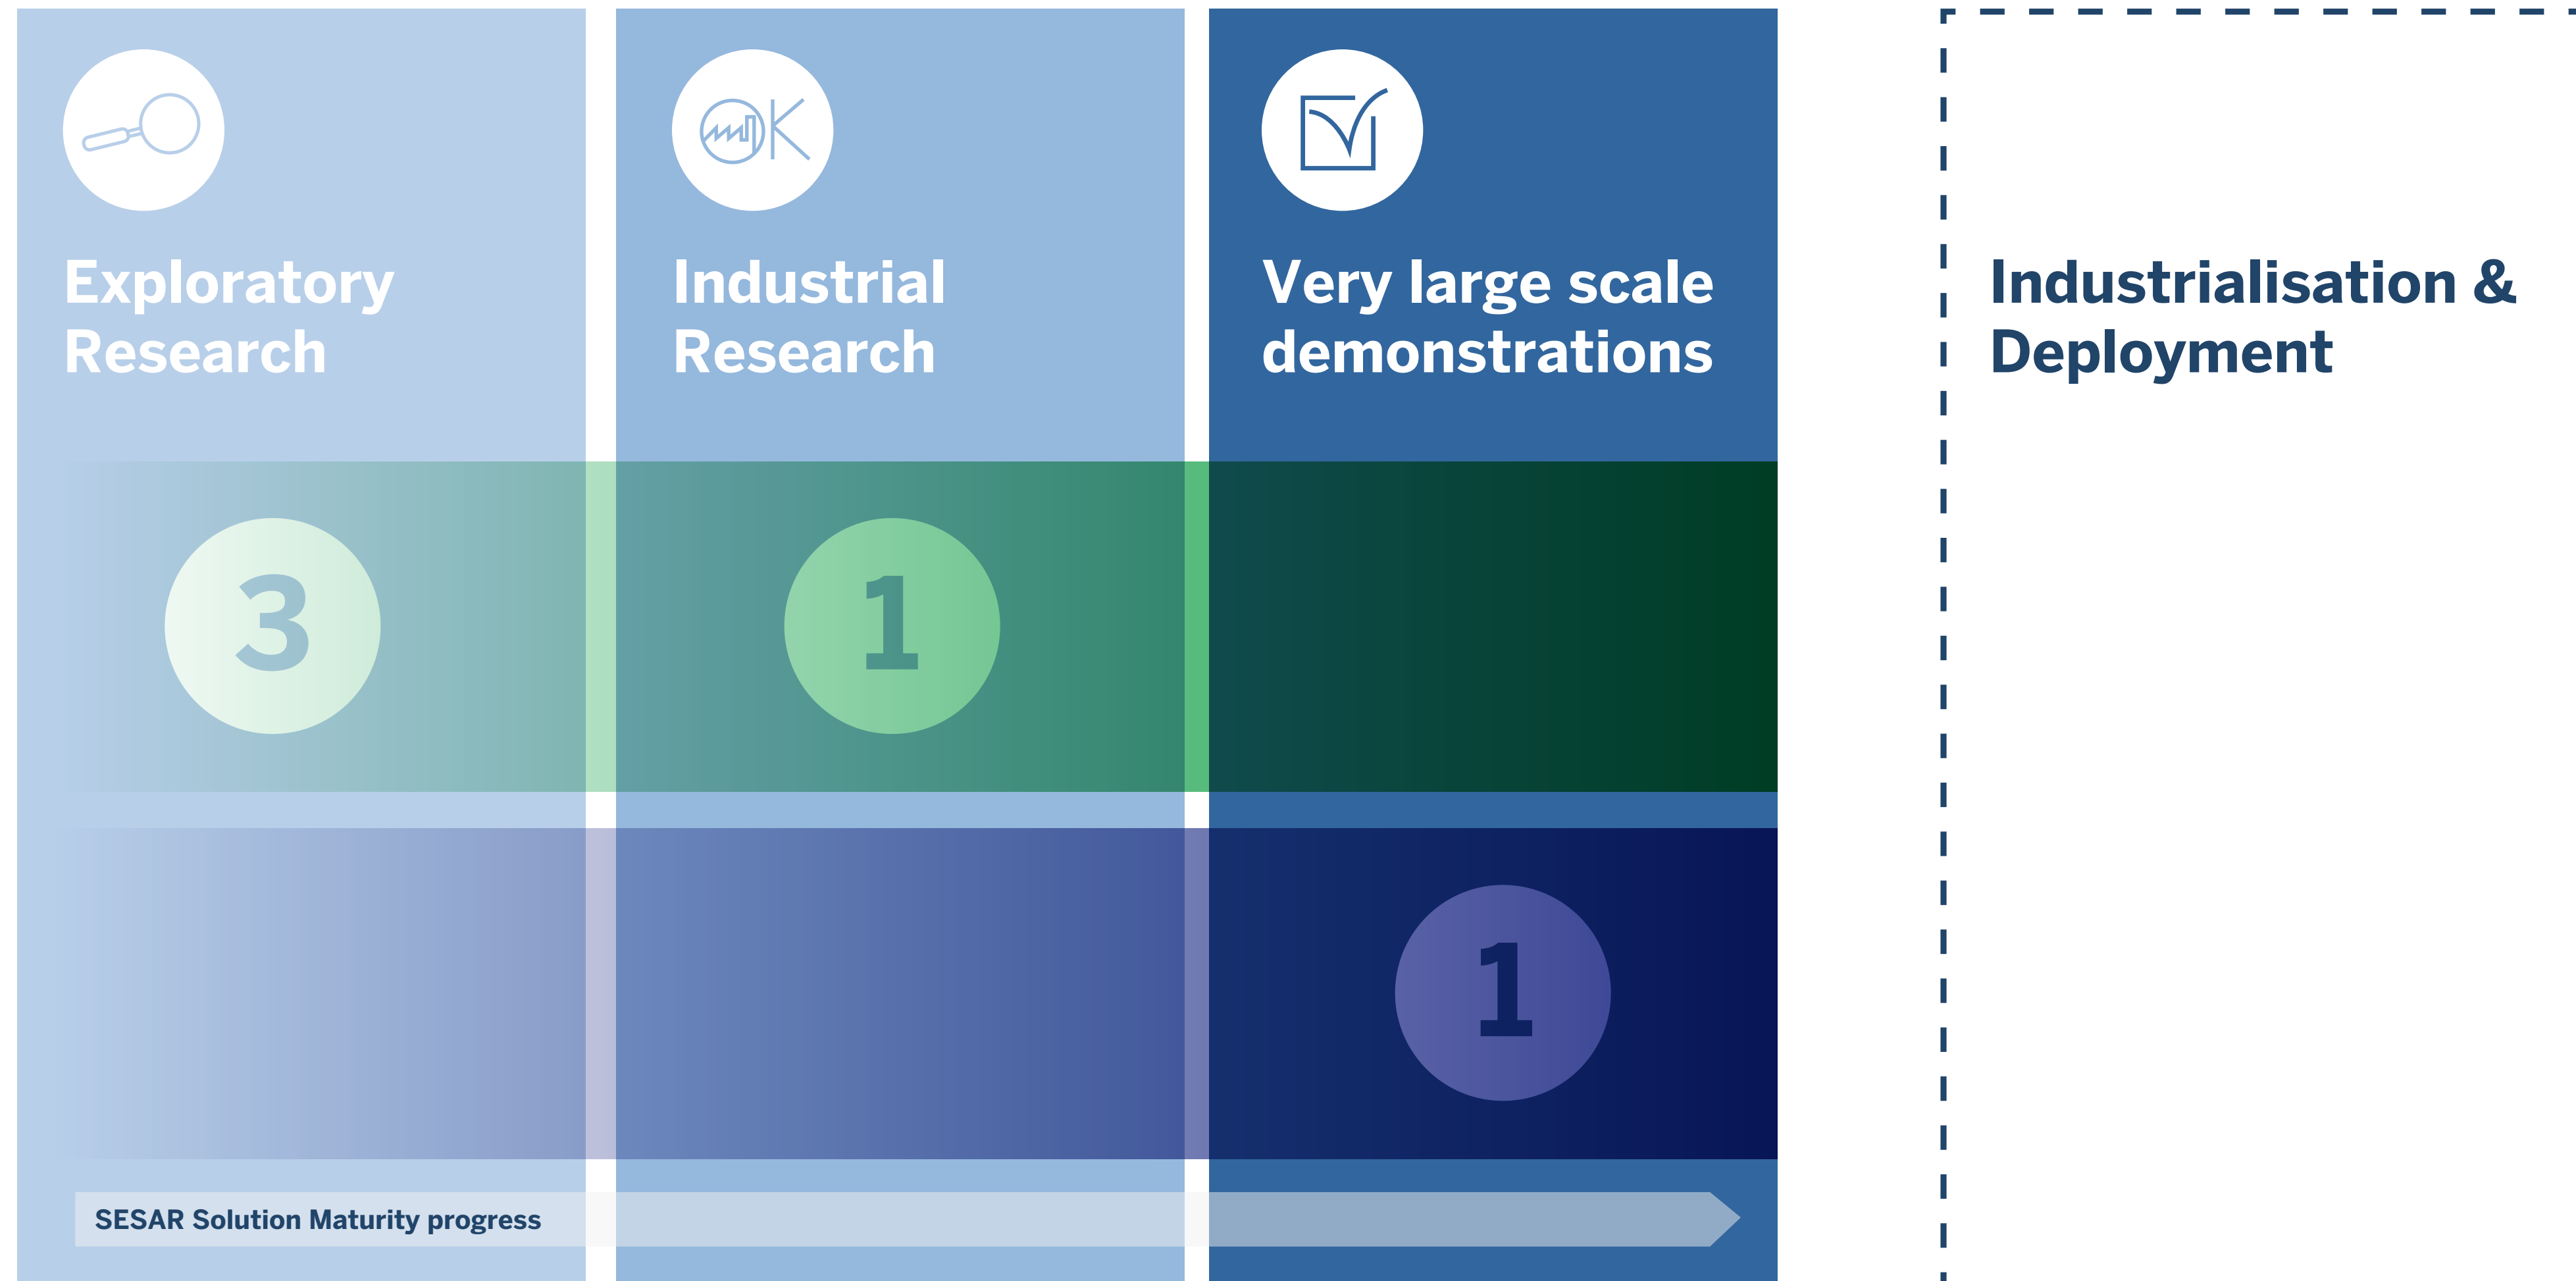 Exploratory
Research
Industrial
Research
Very large scale
demonstrations
Industrialisation &
Deployment
3
1
1
SESAR Solution Maturity progress